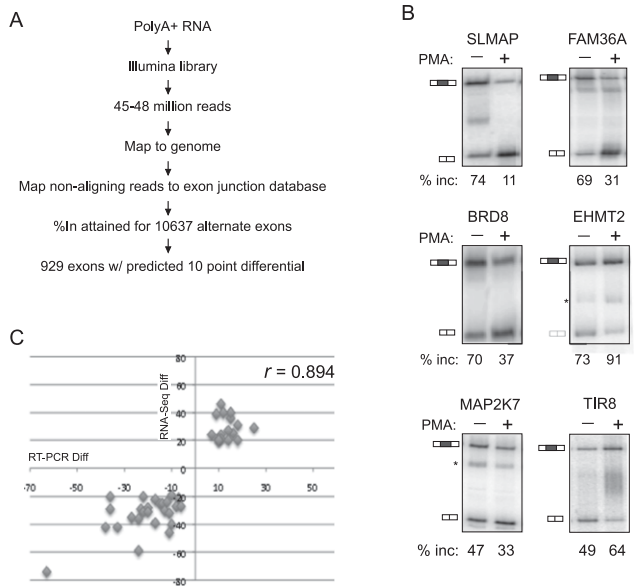 A
PolyA+ RNA
Illumina library
45-48 million reads
Map to genome
Map non-aligning reads to exon junction database
%In attained for 10637 alternate exons
929 exons w/ predicted 10 point differential
B
SLMAP
PMA: – +
% inc: 74 11
FAM36A
– +
69 31
BRD8
PMA: – +
% inc: 70 37
EHMT2
– +
*
73 91
MAP2K7
PMA: – +
*
% inc: 47 33
TIR8
– +
49 64
C
r = 0.894
RNA-Seq Diff
RT-PCR Diff
80
60
40
20
0
-20
-40
-60
-80
-70 -50 -30 -10 10 30 50